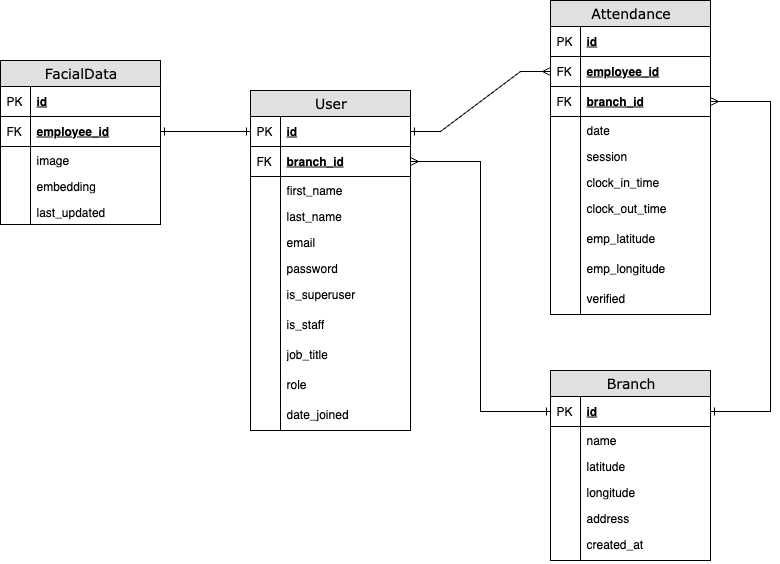 FacialData
PK id
FK employee_id
image
embedding
last_updated
User
PK id
FK branch_id
first_name
last_name
email
password
is_superuser
is_staff
job_title
role
date_joined
Attendance
PK id
FK employee_id
FK branch_id
date
session
clock_in_time
clock_out_time
emp_latitude
emp_longitude
verified
Branch
PK id
name
latitude
longitude
address
created_at